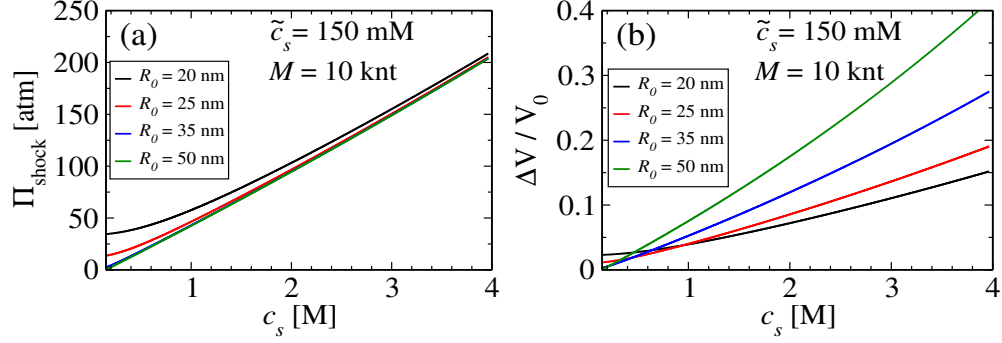 (a)
c̃_s = 150 mM
M = 10 knt
R_0 = 20 nm
R_0 = 25 nm
R_0 = 35 nm
R_0 = 50 nm
Π_shock [atm]
250
200
150
100
50
0
1
2
3
4
c_s [M]
(b)
c̃_s = 150 mM
M = 10 knt
R_0 = 20 nm
R_0 = 25 nm
R_0 = 35 nm
R_0 = 50 nm
ΔV / V_0
0.4
0.3
0.2
0.1
0
1
2
3
4
c_s [M]